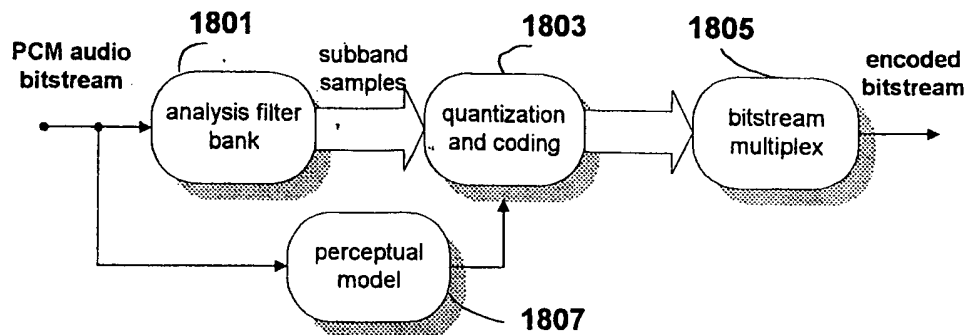 1801
1803
1805
PCM audio
bitstream
subband
samples
encoded
bitstream
analysis filter
bank
quantization
and coding
bitstream
multiplex
perceptual
model
1807